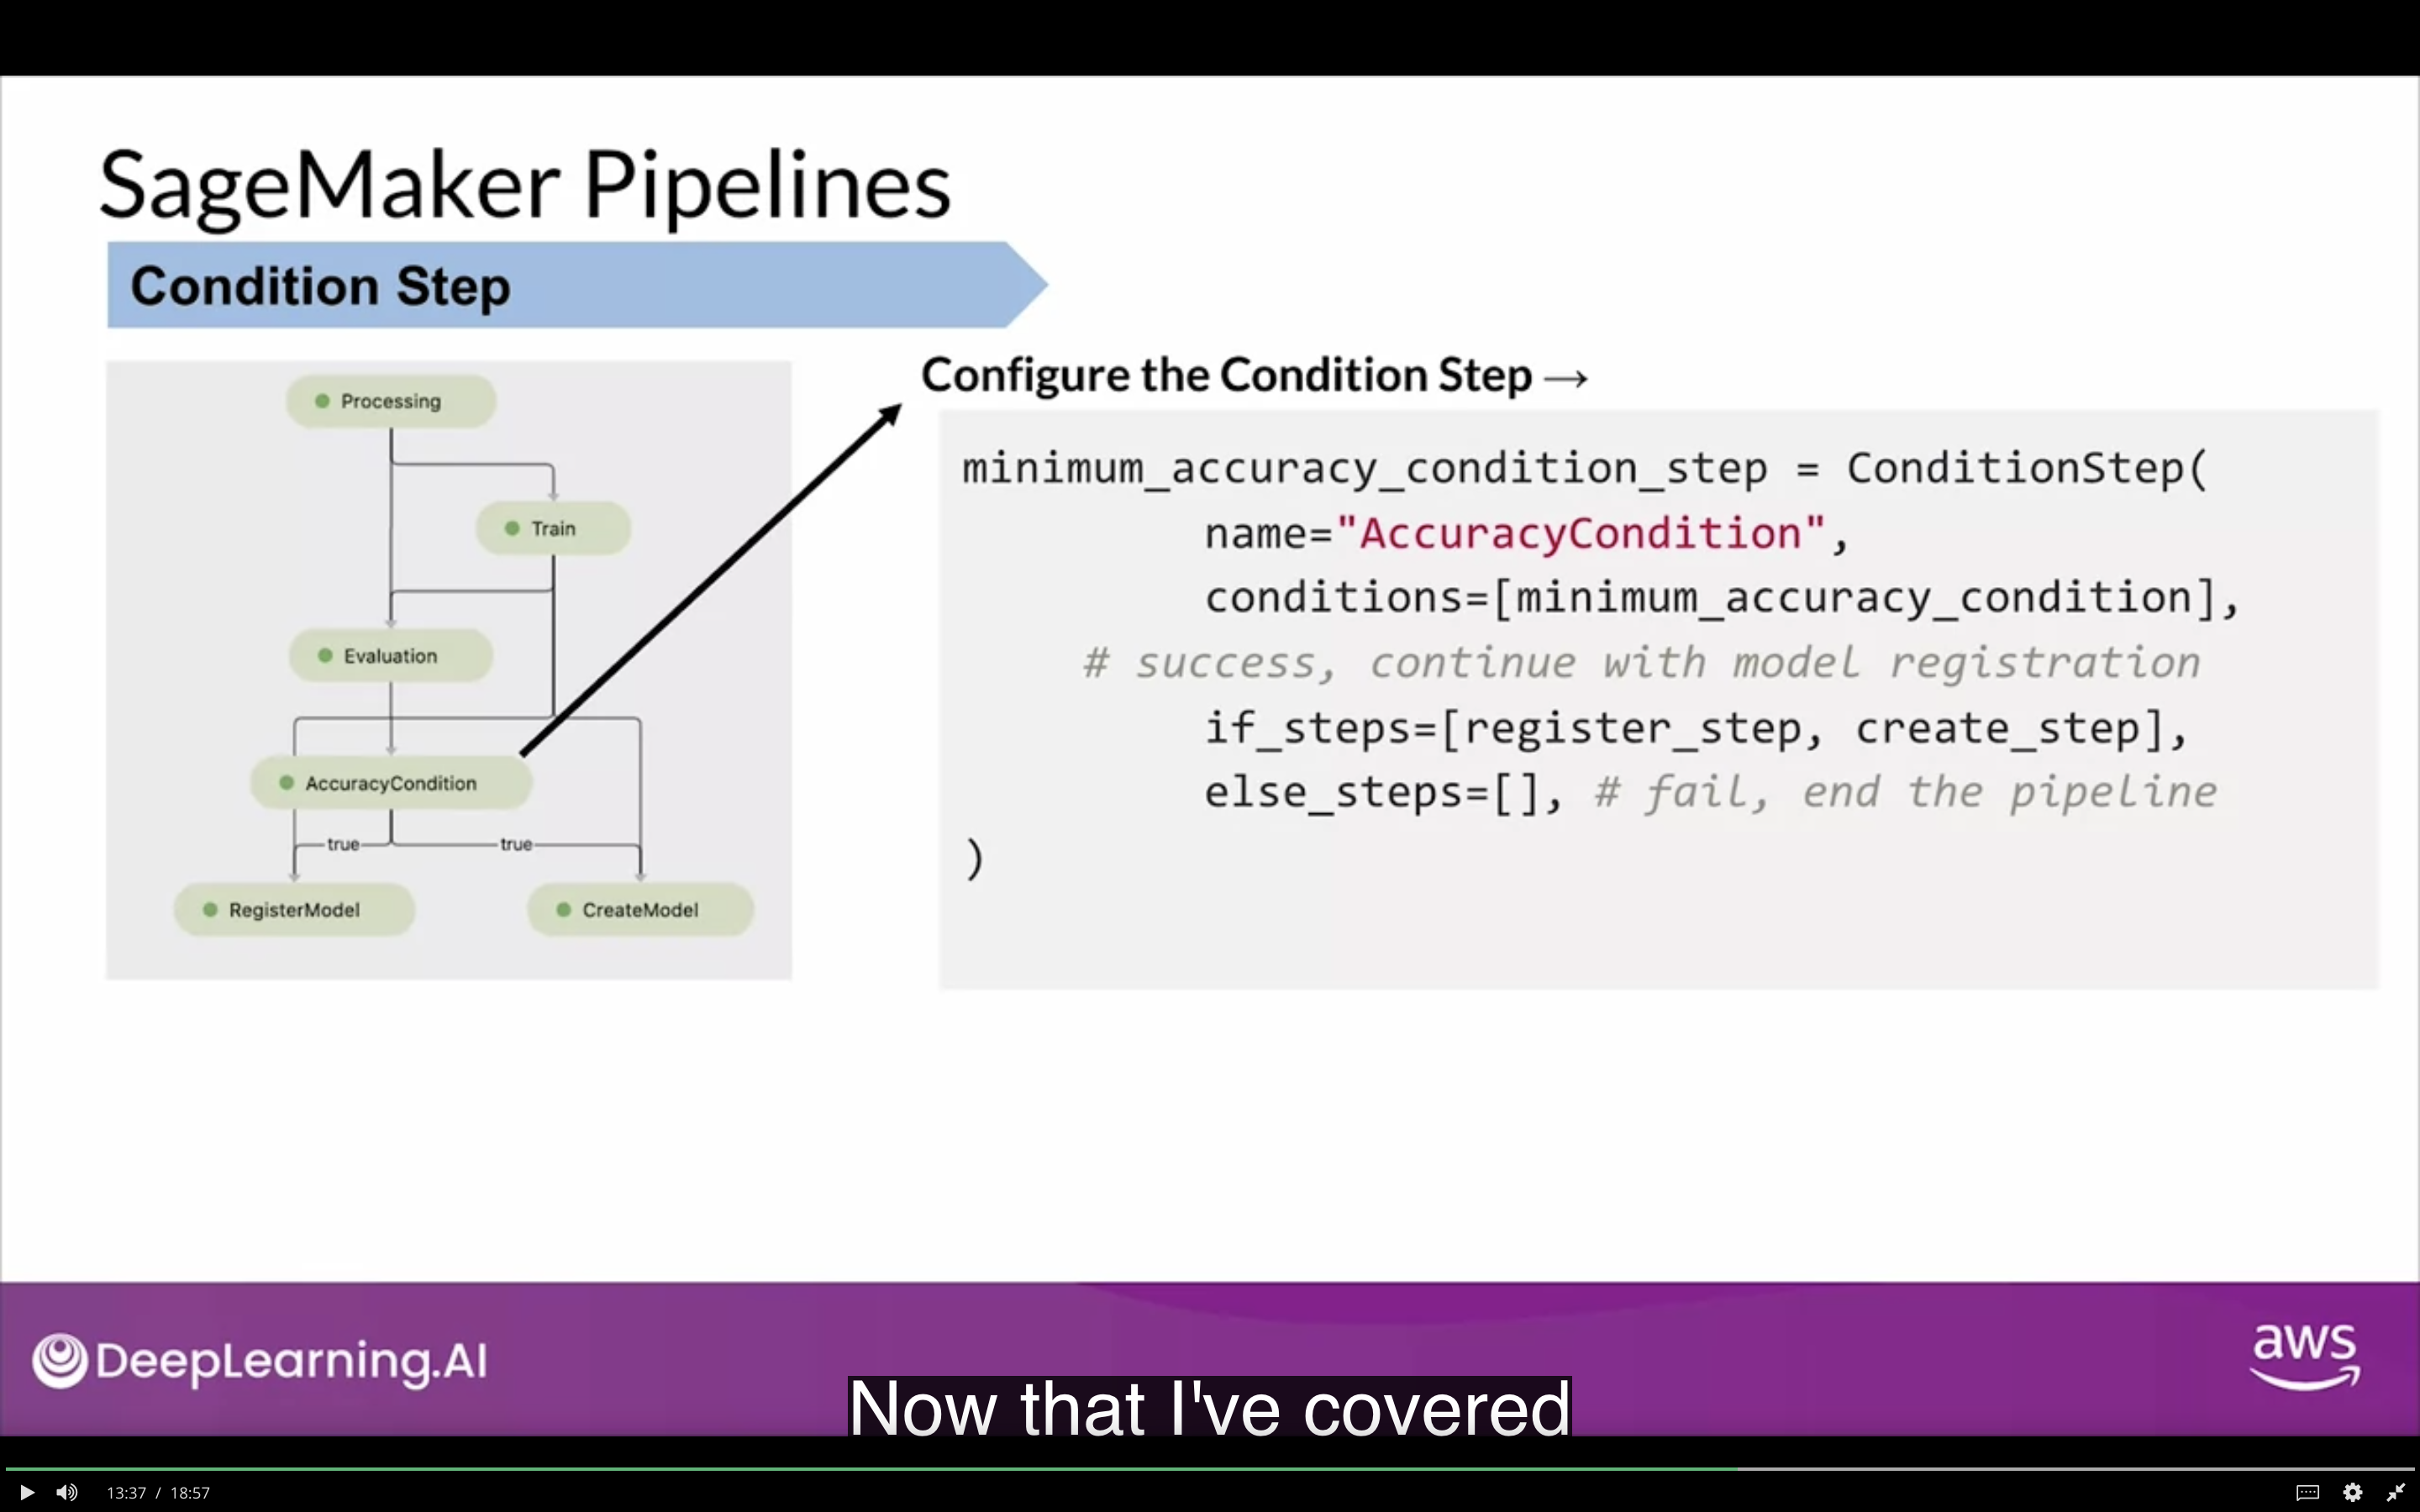 SageMaker Pipelines
Condition Step
Processing
Train
Evaluation
AccuracyCondition
true
true
RegisterModel
CreateModel
Configure the Condition Step →
minimum_accuracy_condition_step = ConditionStep(
name="AccuracyCondition",
conditions=[minimum_accuracy_condition],
# success, continue with model registration
if_steps=[register_step, create_step],
else_steps=[], # fail, end the pipeline
)
DeepLearning.AI
aws
Now that I've covered
13:37 / 18:57